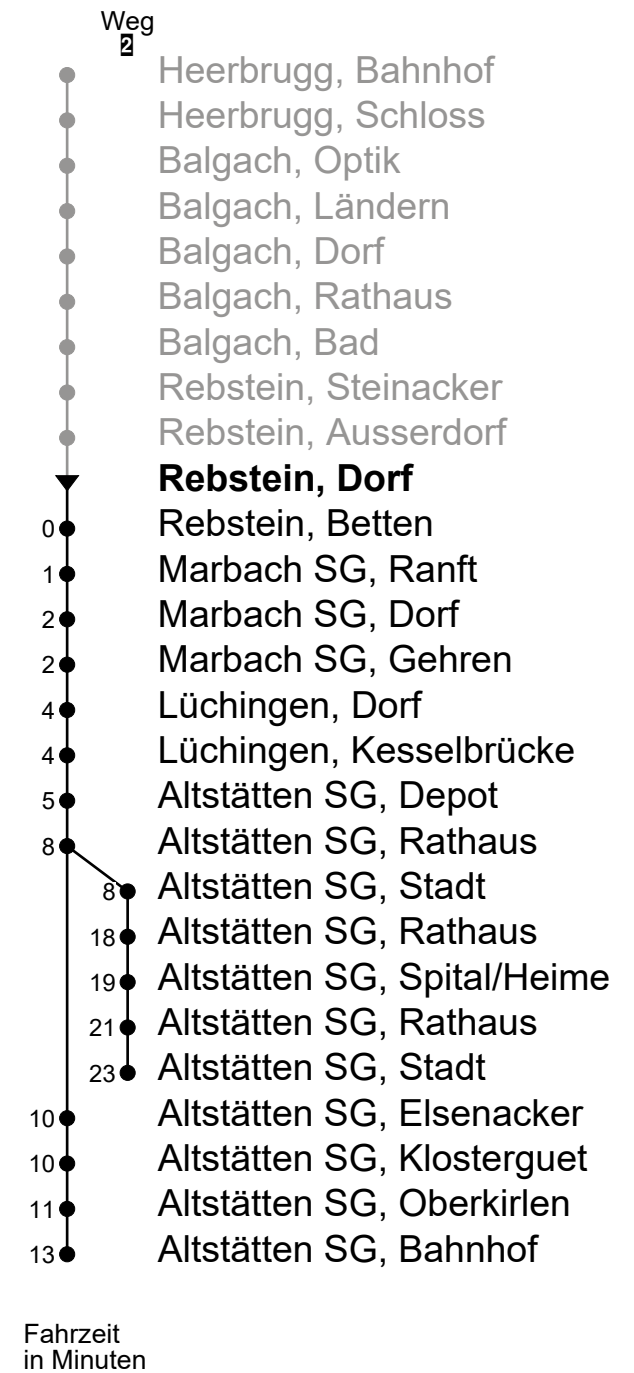 Weg
2
Heerbrugg, Bahnhof
Heerbrugg, Schloss
Balgach, Optik
Balgach, Ländern
Balgach, Dorf
Balgach, Rathaus
Balgach, Bad
Rebstein, Steinacker
Rebstein, Ausserdorf
Rebstein, Dorf
0 Rebstein, Betten
1 Marbach SG, Ranft
2 Marbach SG, Dorf
2 Marbach SG, Gehren
4 Lüchingen, Dorf
4 Lüchingen, Kesselbrücke
5 Altstätten SG, Depot
8 Altstätten SG, Rathaus
8 Altstätten SG, Stadt
18 Altstätten SG, Rathaus
19 Altstätten SG, Spital/Heime
21 Altstätten SG, Rathaus
23 Altstätten SG, Stadt
10 Altstätten SG, Elsenacker
10 Altstätten SG, Klosterguet
11 Altstätten SG, Oberkirlen
13 Altstätten SG, Bahnhof
Fahrzeit
in Minuten